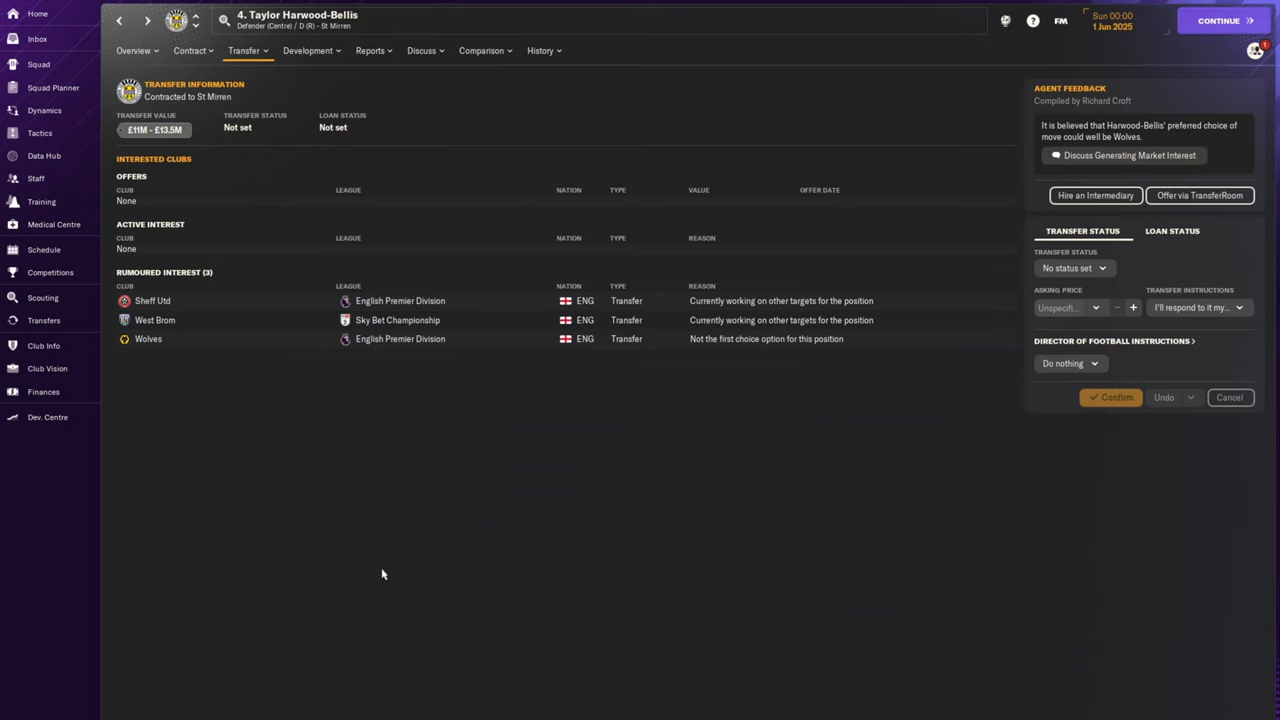 Home
Inbox
Squad
Squad Planner
Dynamics
Tactics
Data Hub
Staff
Training
Medical Centre
Schedule
Competitions
Scouting
Transfers
Club Info
Club Vision
Finances
Dev. Centre
4. Taylor Harwood-Bellis
Defender (Centre) / D (R) - St Mirren
FM
Sun 00:00
1 Jun 2025
CONTINUE
Overview Contract Transfer Development Reports Discuss Comparison History
1
TRANSFER INFORMATION
Contracted to St Mirren
TRANSFER VALUE TRANSFER STATUS LOAN STATUS
£11M - £13.5M Not set Not set
INTERESTED CLUBS
OFFERS
CLUB LEAGUE NATION TYPE VALUE OFFER DATE
None
ACTIVE INTEREST
CLUB LEAGUE NATION TYPE REASON
None
RUMOURED INTEREST (3)
CLUB LEAGUE NATION TYPE REASON
Sheff Utd English Premier Division ENG Transfer Currently working on other targets for the position
West Brom Sky Bet Championship ENG Transfer Currently working on other targets for the position
Wolves English Premier Division ENG Transfer Not the first choice option for this position
AGENT FEEDBACK
Compiled by Richard Croft
It is believed that Harwood-Bellis' preferred choice of
move could well be Wolves.
Discuss Generating Market Interest
Hire an Intermediary Offer via TransferRoom
TRANSFER STATUS LOAN STATUS
TRANSFER STATUS
No status set
ASKING PRICE TRANSFER INSTRUCTIONS
Unspecifi... - + I'll respond to it my...
DIRECTOR OF FOOTBALL INSTRUCTIONS >
Do nothing
Confirm Undo Cancel